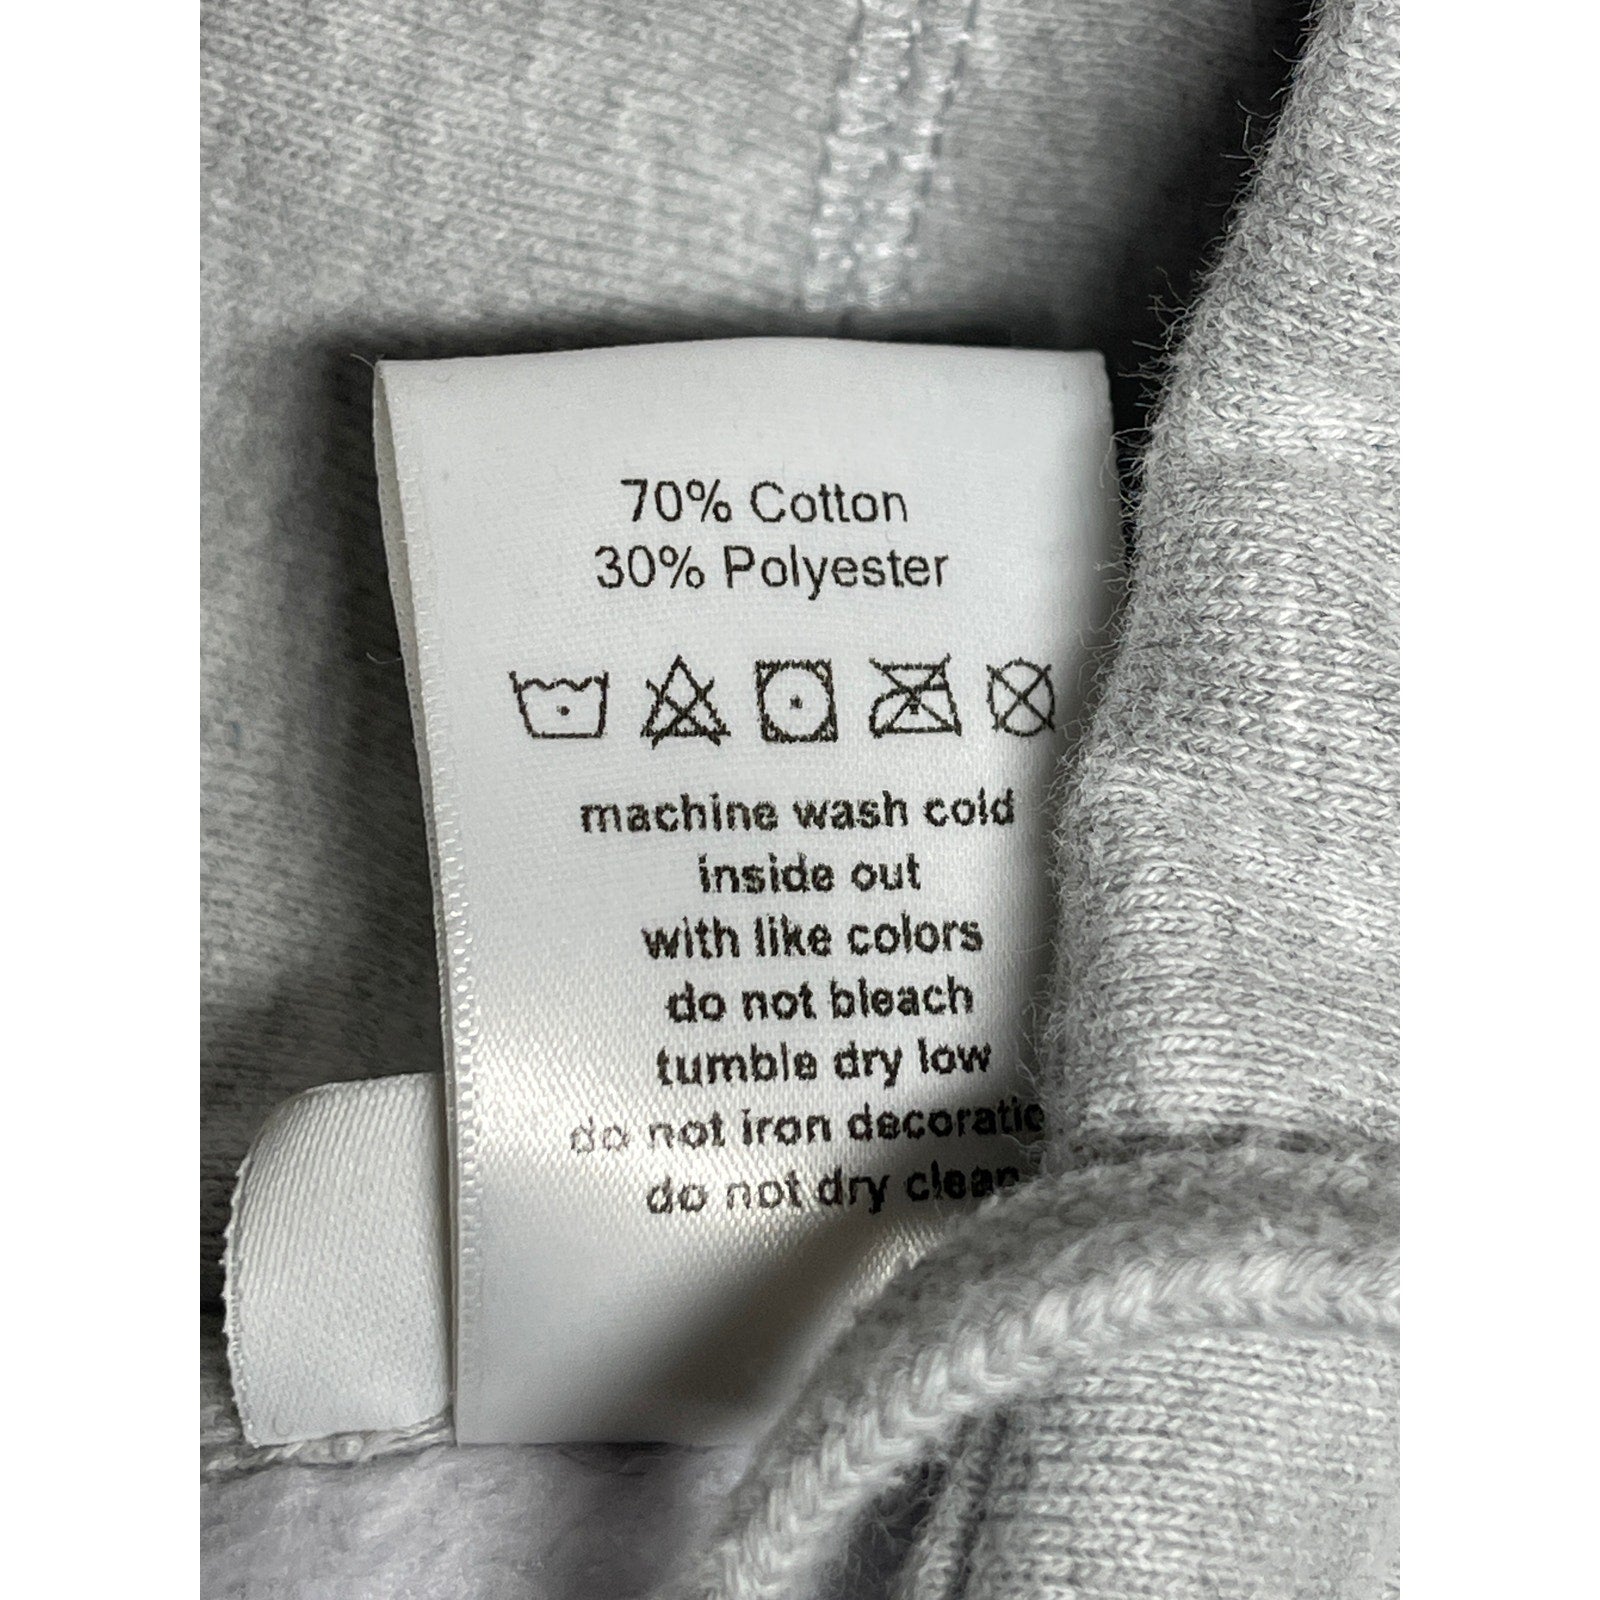 70% Cotton
30% Polyester
machine wash cold
inside out
with like colors
do not bleach
tumble dry low
do not iron decoratio
do not dry clean